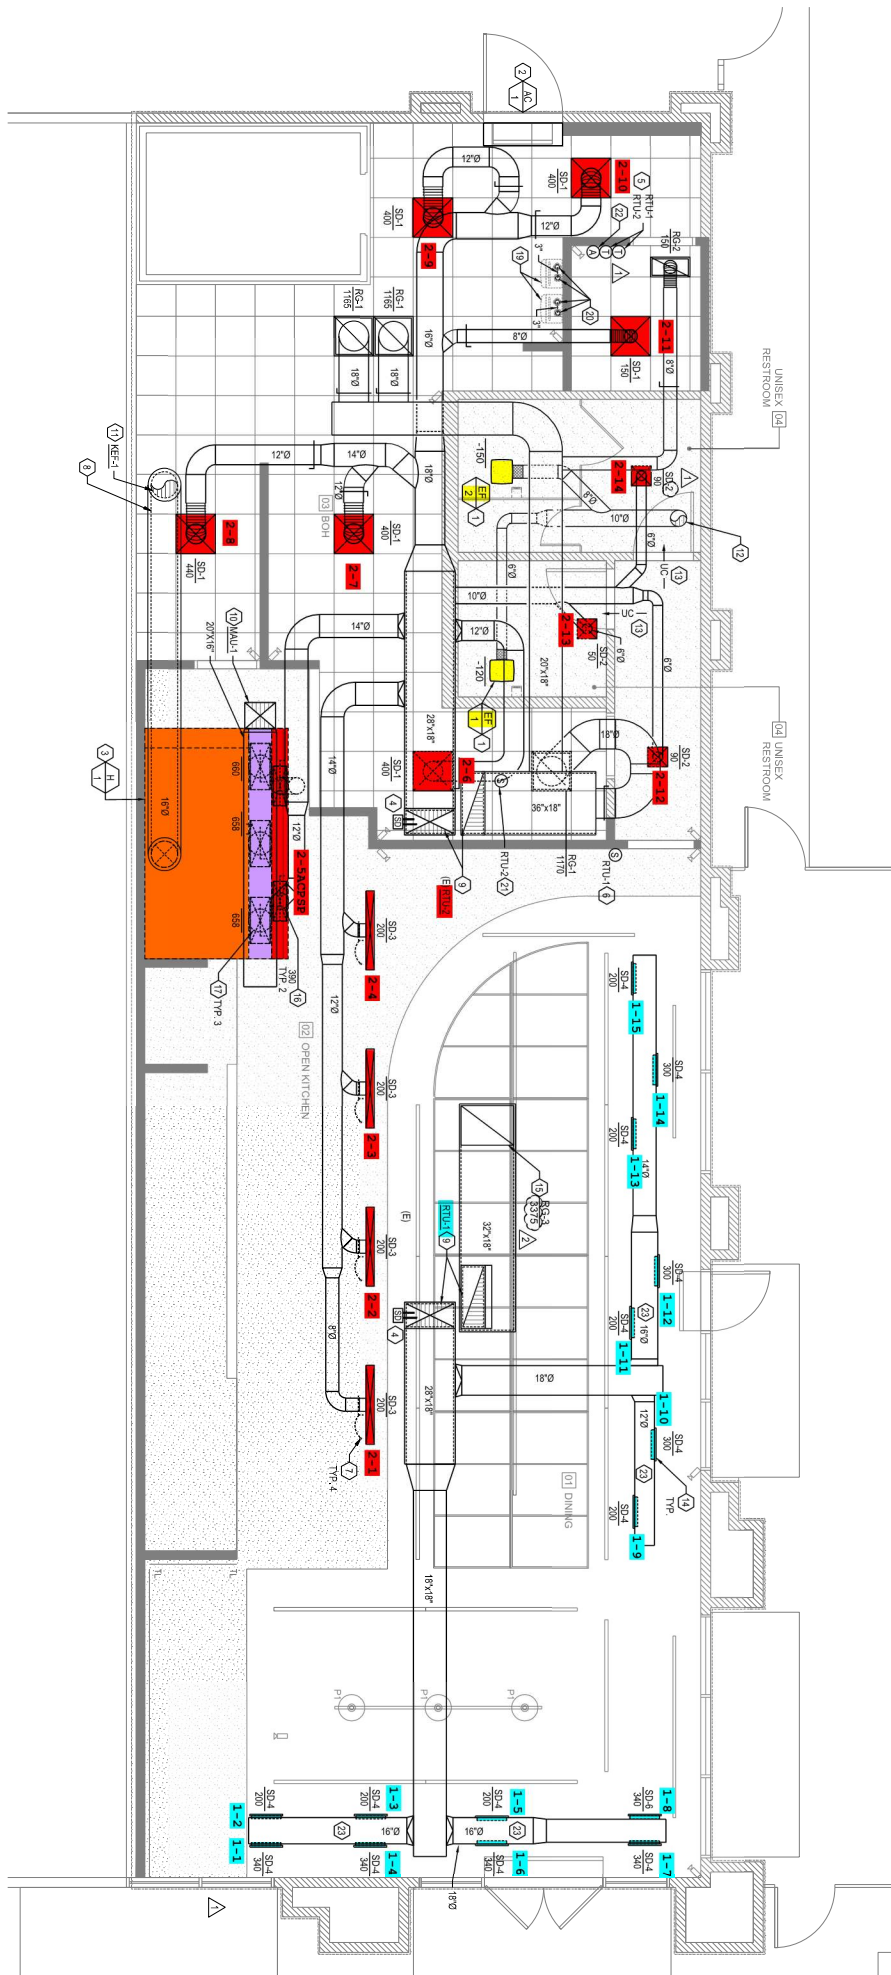 2
AC
1
12"Ø
SD-1
400
2-10
5
RTU-1
RTU-2
22
RG-2
150
SD-1
400
2-9
12"Ø
3"
19
20
3"
A
T
T
1
UNISEX
RESTROOM
04
RG-1
1165
RG-1
1165
16"Ø
8"Ø
2-11
SD-1
150
8"Ø
18"Ø
18"Ø
11
KEF-1
8
12"Ø
14"Ø
12"Ø
18"Ø
-150
EF
2
1
8"Ø
10"Ø
2-14
SD-2
90
1
6"Ø
12
2-8
SD-1
440
03
BOH
SD-1
400
2-7
6"Ø
UC
13
UC
13
10"Ø
2-13
SD-2
50
6"Ø
6"Ø
10
MAU-1
20"X16"
14"Ø
12"Ø
-120
EF
1
1
20"x18"
04
UNISEX
RESTROOM
3
H
1
16"Ø
660
658
658
14"Ø
28"x18"
SD-1
400
2-6
18"Ø
SD-2
90
2-12
12"Ø
2-5ACPSP
4
SD
S
36"x18"
9
RTU-2
21
RG-1
1170
S
RTU-1
6
(E)
RTU-2
390
TYP. 2
16
17
TYP. 3
SD-3
200
2-4
02
OPEN KITCHEN
12"Ø
SD-3
200
2-3
SD-4
200
1-15
SD-4
300
1-14
SD-4
200
1-13
14"Ø
15
RG-3
3375
2
32"x18"
(E)
RTU-1
9
SD-3
200
2-2
8"Ø
SD
4
SD-4
300
1-12
SD-4
200
23
16"Ø
1-11
SD-3
200
2-1
7
TYP. 4
28"x18"
18"Ø
1-10
12"Ø
SD-4
300
14
TYP.
23
01
DINING
SD-4
200
1-9
TL
TL
18"x18"
P1
P1
P1
SD-4
200
1-2
SD-4
200
1-3
SD-4
200
1-5
SD-6
340
1-8
23
16"Ø
16"Ø
23
1-1
SD-4
340
SD-4
340
1-4
18"Ø
SD-4
340
1-6
SD-4
340
1-7
1